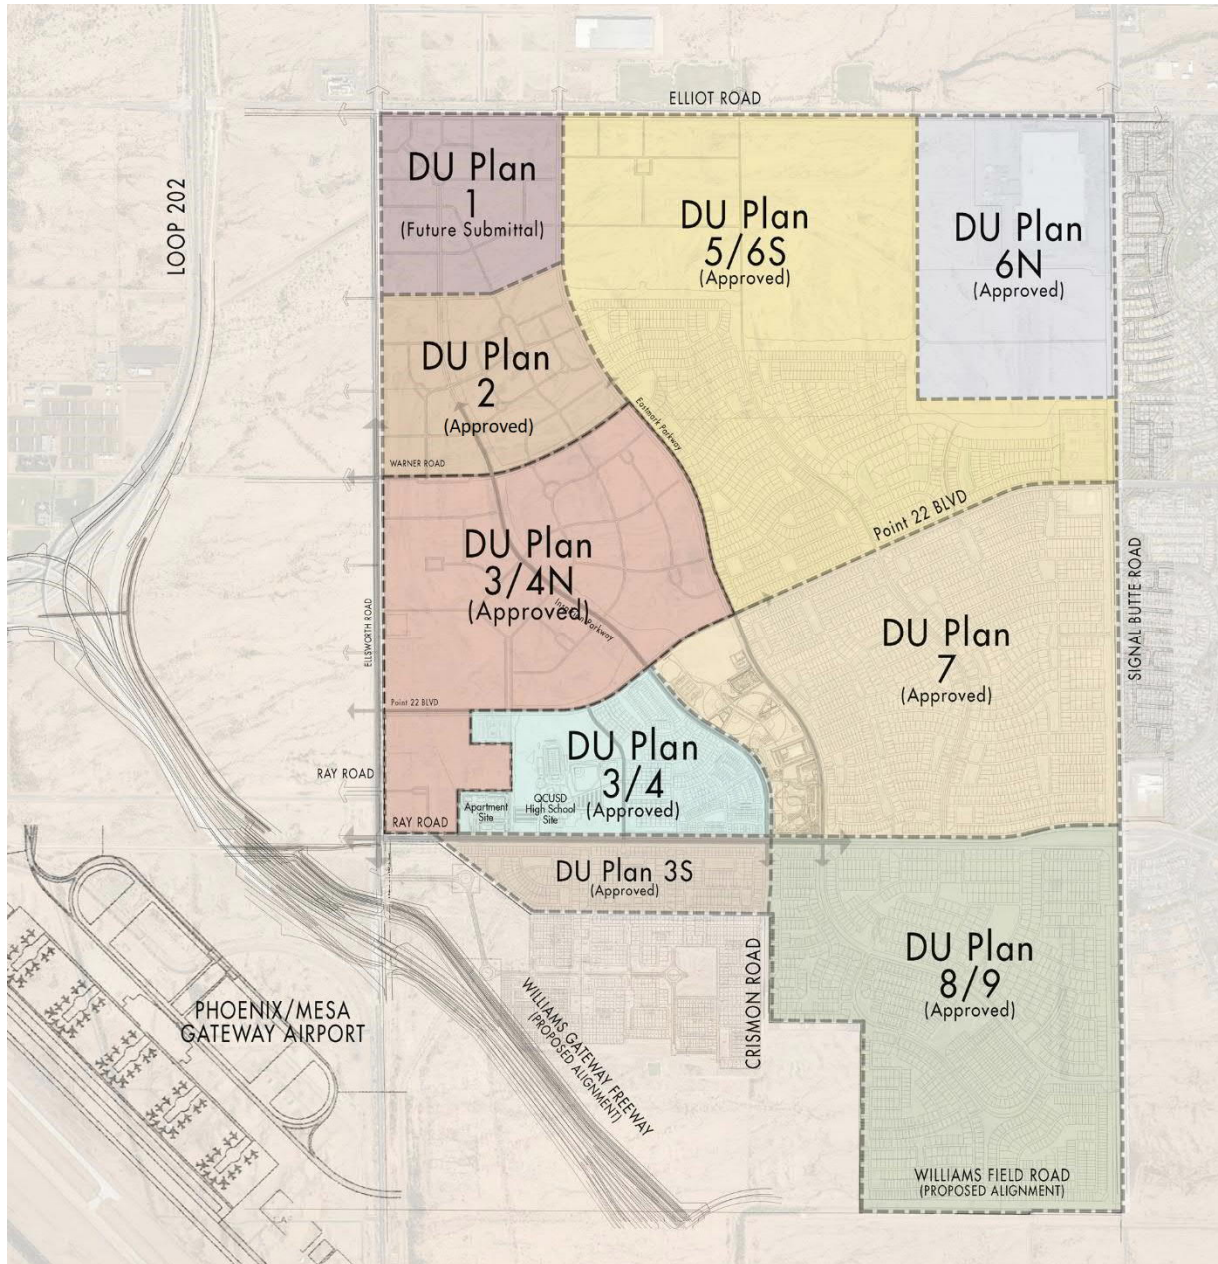 ELLIOT ROAD
LOOP 202
DU Plan
1
(Future Submittal)
DU Plan
5/6S
(Approved)
DU Plan
6N
(Approved)
DU Plan
2
(Approved)
Eastmark Parkway
WARNER ROAD
Point 22 BLVD
DU Plan
3/4N
(Approved)
Inspirian Parkway
ELLSWORTH ROAD
SIGNAL BUTTE ROAD
DU Plan
7
(Approved)
Point 22 BLVD
DU Plan
3/4
(Approved)
RAY ROAD
Apartment
Site
QCUSD
High School
Site
RAY ROAD
DU Plan 3S
(Approved)
DU Plan
8/9
(Approved)
CRISMON ROAD
PHOENIX/MESA
GATEWAY AIRPORT
WILLIAMS GATEWAY FREEWAY
(PROPOSED ALIGNMENT)
WILLIAMS FIELD ROAD
(PROPOSED ALIGNMENT)